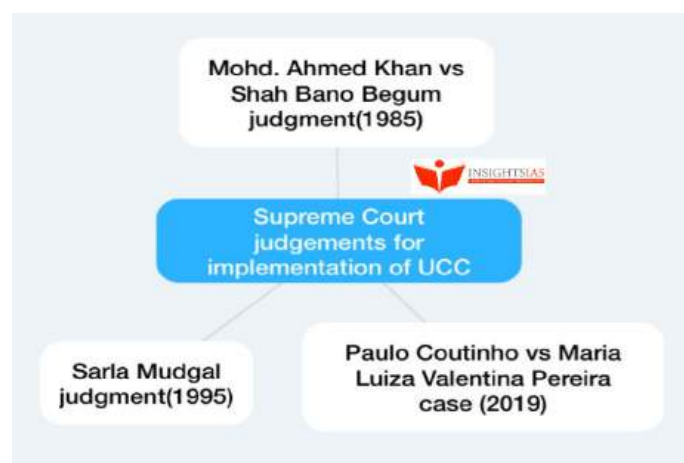 Mohd. Ahmed Khan vs
Shah Bano Begum
judgment(1985)
INSIGHTSIAS
Supreme Court
judgements for
implementation of UCC
Sarla Mudgal
judgment(1995)
Paulo Coutinho vs Maria
Luiza Valentina Pereira
case (2019)